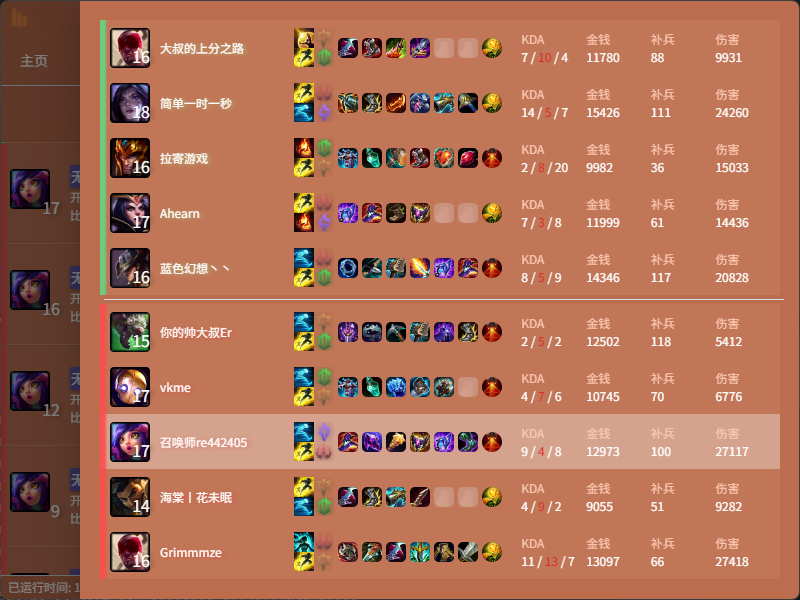 主页
17
16
12
9
已运行时间: 1
16
大叔的上分之路
KDA 金钱 补兵 伤害
7 / 10 / 4 11780 88 9931
18
简单一时一秒
KDA 金钱 补兵 伤害
14 / 5 / 7 15426 111 24260
16
拉寄游戏
KDA 金钱 补兵 伤害
2 / 8 / 20 9982 36 15033
17
Ahearn
KDA 金钱 补兵 伤害
7 / 3 / 8 11999 61 14436
16
蓝色幻想丶丶
KDA 金钱 补兵 伤害
8 / 5 / 9 14346 117 20828
15
你的帅大叔Er
KDA 金钱 补兵 伤害
2 / 5 / 2 12502 118 5412
17
vkme
KDA 金钱 补兵 伤害
4 / 7 / 6 10745 70 6776
17
召唤师re442405
KDA 金钱 补兵 伤害
9 / 4 / 8 12973 100 27117
14
海棠丨花未眠
KDA 金钱 补兵 伤害
4 / 9 / 2 9055 51 9282
16
Grimmmze
KDA 金钱 补兵 伤害
11 / 13 / 7 13097 66 27418